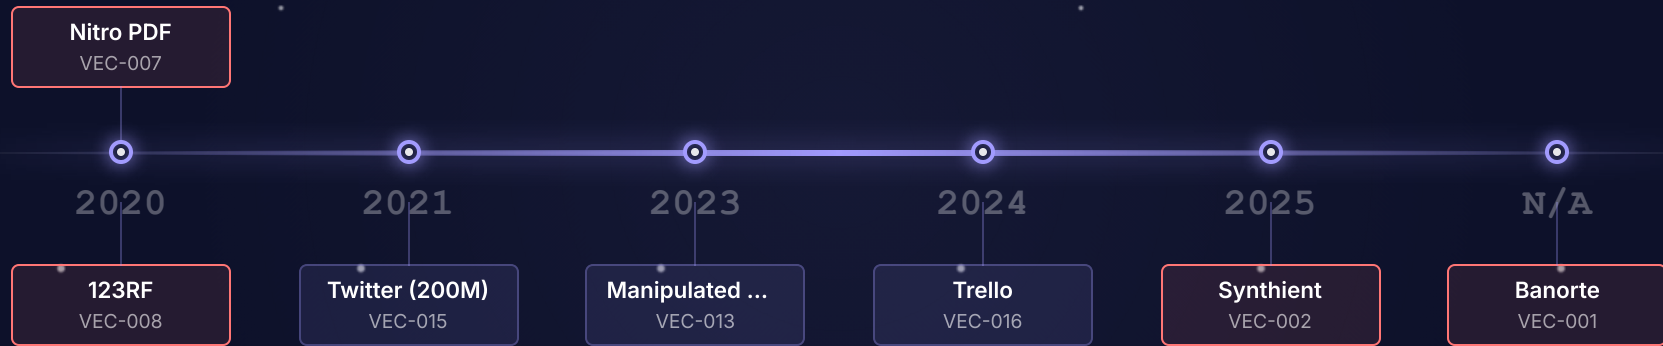 Nitro PDF
VEC-007
2020
2021
2023
2024
2025
N/A
123RF
VEC-008
Twitter (200M)
VEC-015
Manipulated ...
VEC-013
Trello
VEC-016
Synthient
VEC-002
Banorte
VEC-001